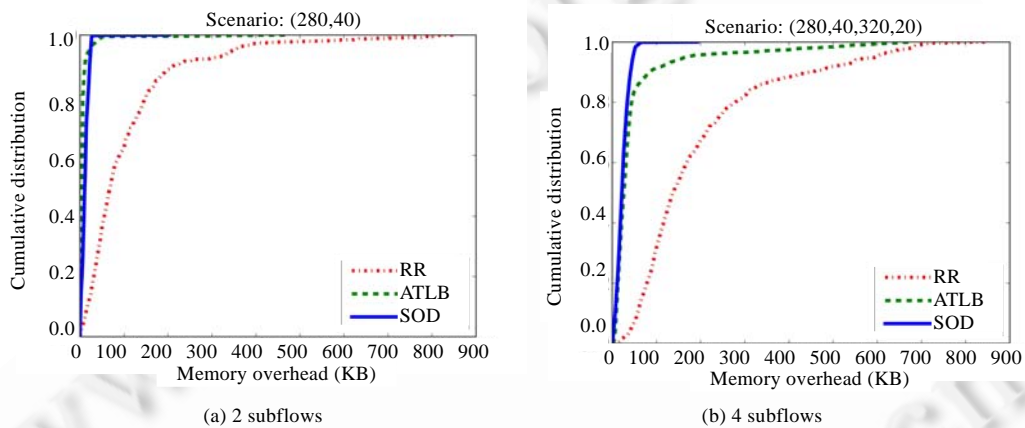 Scenario: (280,40)
1.0
0.8
0.6
0.4
0.2
0.0
Cumulative distribution
RR
ATLB
SOD
0 100 200 300 400 500 600 700 800 900
Memory overhead (KB)
(a) 2 subflows
Scenario: (280,40,320,20)
1.0
0.8
0.6
0.4
0.2
0.0
Cumulative distribution
RR
ATLB
SOD
0 100 200 300 400 500 600 700 800 900
Memory overhead (KB)
(b) 4 subflows